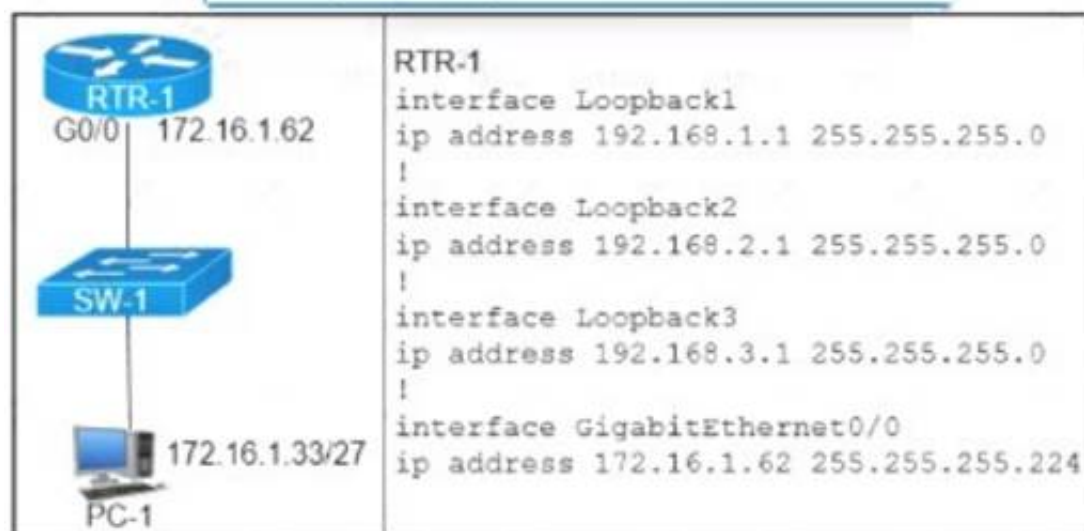 RTR-1
G0/0 172.16.1.62
SW-1
172.16.1.33/27
PC-1
RTR-1
interface Loopback1
ip address 192.168.1.1 255.255.255.0
!
interface Loopback2
ip address 192.168.2.1 255.255.255.0
!
interface Loopback3
ip address 192.168.3.1 255.255.255.0
!
interface GigabitEthernet0/0
ip address 172.16.1.62 255.255.255.224